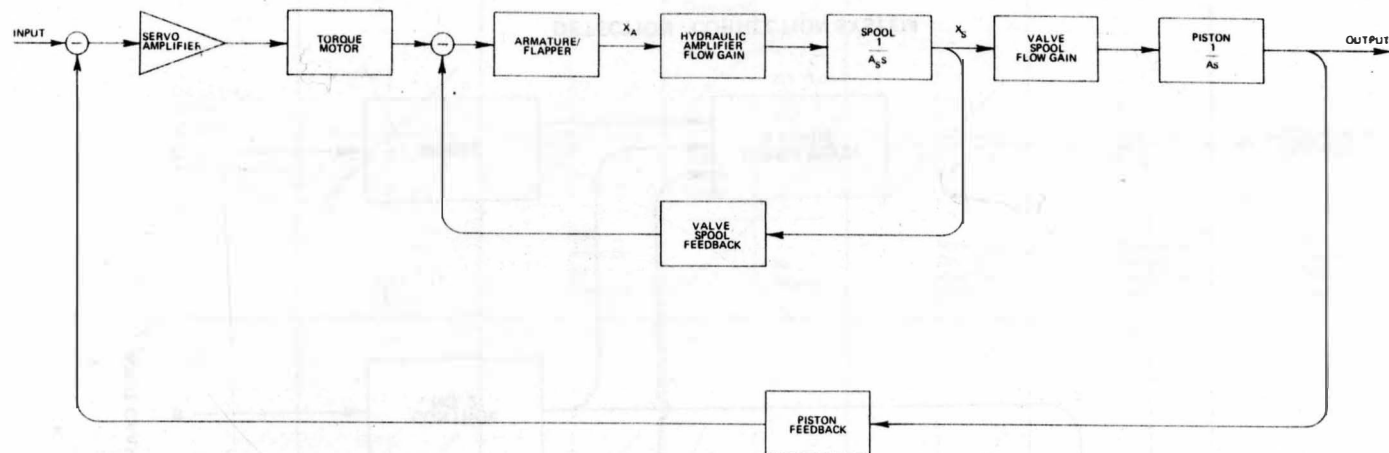 INPUT
−
SERVO
AMPLIFIER
TORQUE
MOTOR
−
ARMATURE/
FLAPPER
X_A
HYDRAULIC
AMPLIFIER
FLOW GAIN
SPOOL
1
A_S S
X_S
VALVE
SPOOL
FLOW GAIN
PISTON
1
AS
OUTPUT
VALVE
SPOOL
FEEDBACK
PISTON
FEEDBACK